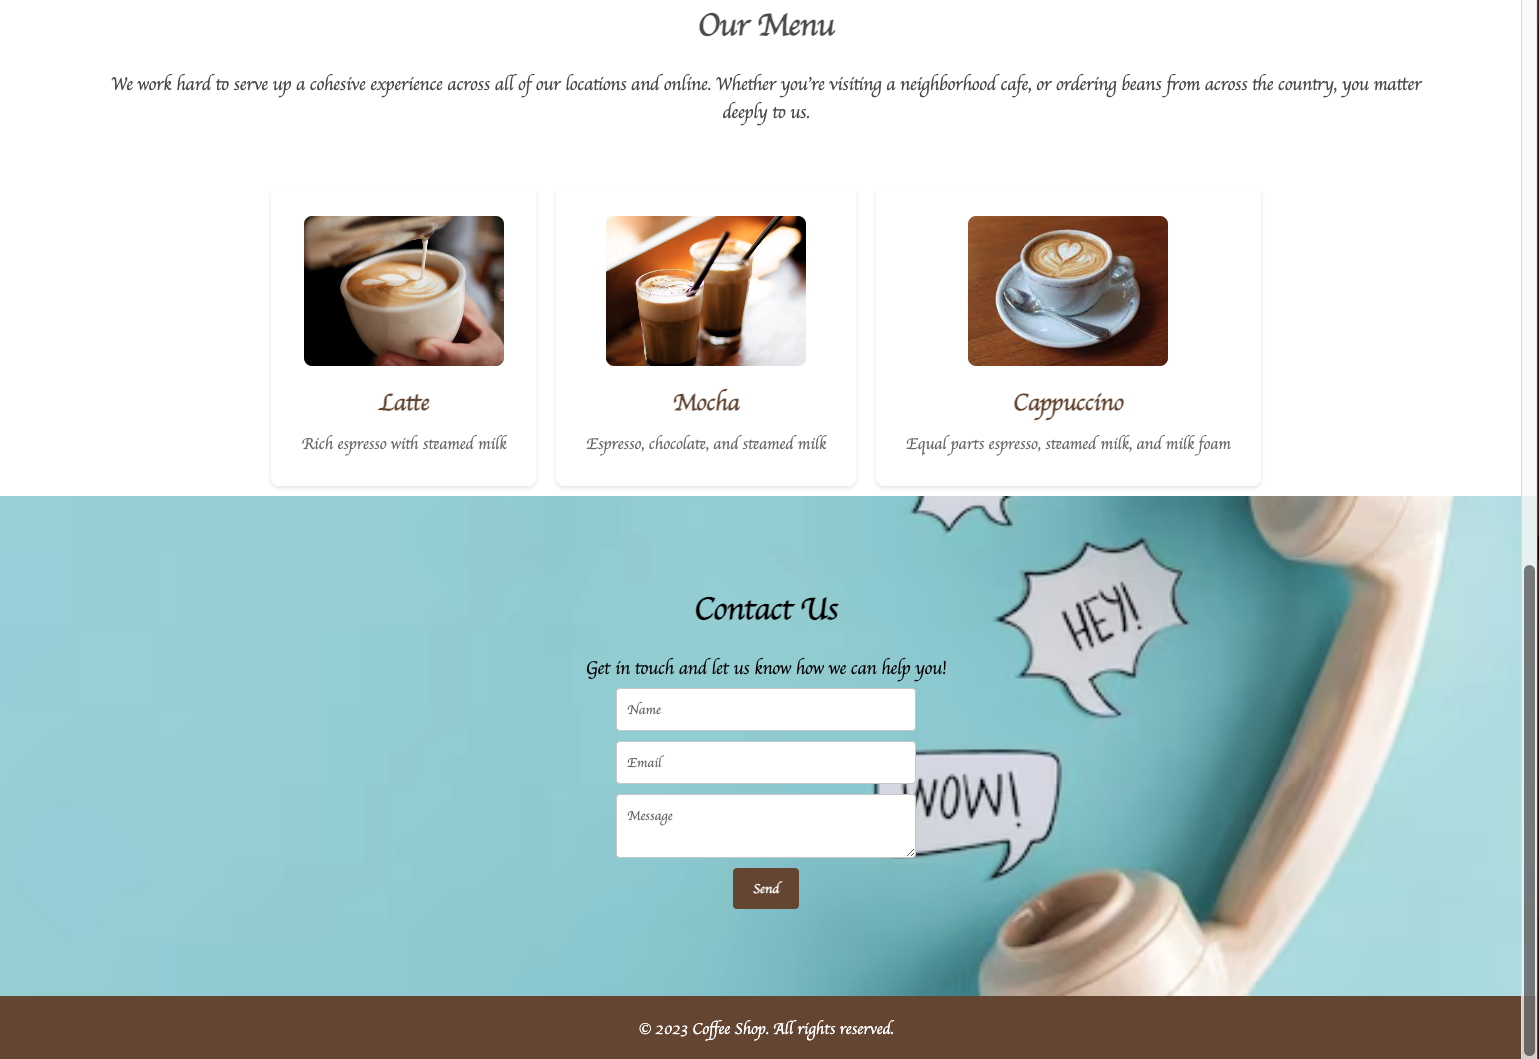 Our Menu
We work hard to serve up a cohesive experience across all of our locations and online. Whether you're visiting a neighborhood cafe, or ordering beans from across the country, you matter
deeply to us.
Latte
Rich espresso with steamed milk
Mocha
Espresso, chocolate, and steamed milk
Cappuccino
Equal parts espresso, steamed milk, and milk foam
Contact Us
HEY!
Get in touch and let us know how we can help you!
Name
Email
WOW!
Message
Send
© 2023 Coffee Shop. All rights reserved.